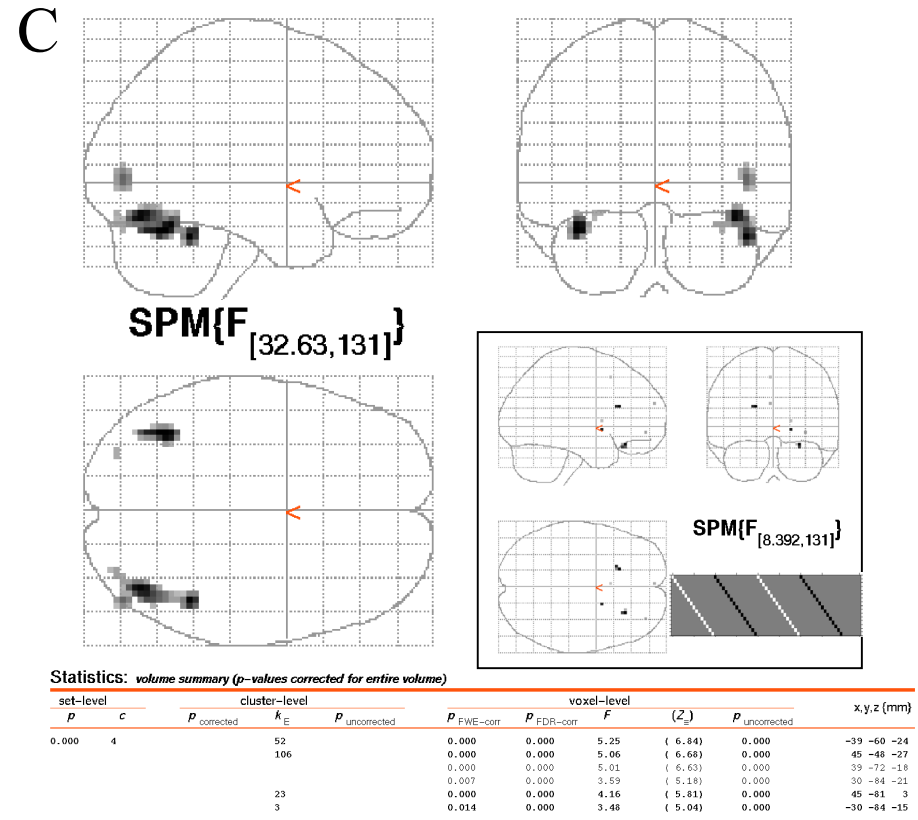 C
<
<
SPM{F[32.63,131]}
<
<
<
SPM{F[8.392,131]}
<
Statistics: volume summary (p-values corrected for entire volume)
set-level cluster-level voxel-level x,y,z {mm}
p c p corrected k E p uncorrected p FWE-corr p FDR-corr F (Z≡) p uncorrected
0.000 4 52 0.000 0.000 5.25 ( 6.84) 0.000 -39 -60 -24
106 0.000 0.000 5.06 ( 6.68) 0.000 45 -48 -27
0.000 0.000 5.01 ( 6.63) 0.000 39 -72 -18
0.007 0.000 3.59 ( 5.18) 0.000 30 -84 -21
23 0.000 0.000 4.16 ( 5.81) 0.000 45 -81 3
3 0.014 0.000 3.48 ( 5.04) 0.000 -30 -84 -15